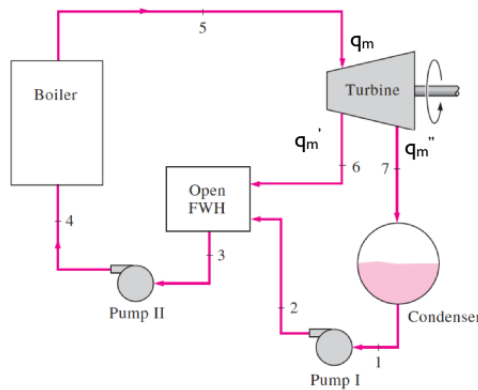 5
qm
Boiler
Turbine
qm'
qm"
6
7
Open
FWH
4
3
2
Pump II
Condenser
1
Pump I